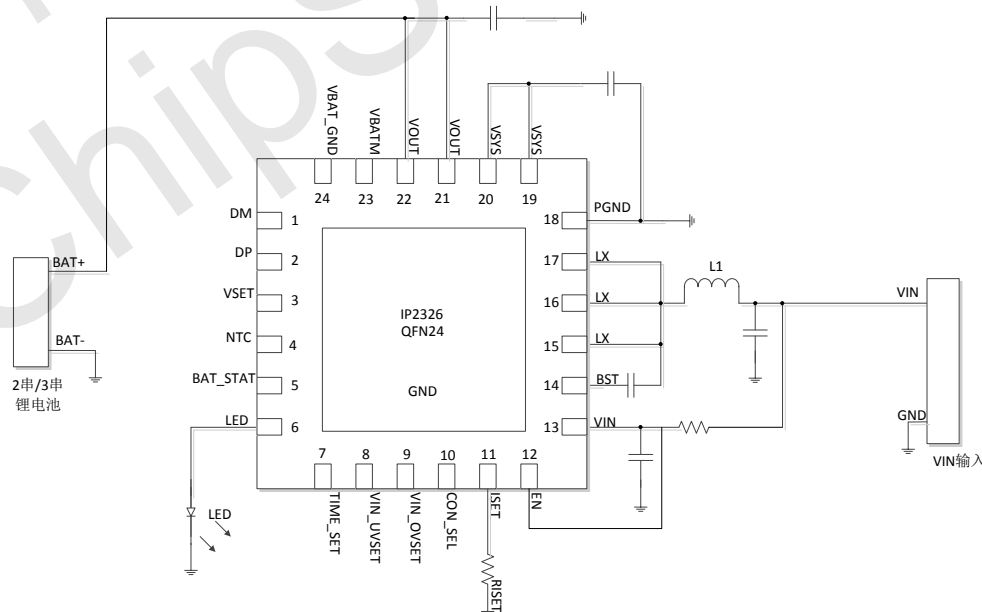 Chips
VBAT_GND
VBATM
VOUT
VOUT
VSYS
VSYS
24
23
22
21
20
19
DM
1
DP
2
VSET
3
NTC
4
BAT_STAT
5
LED
6
18
PGND
17
LX
16
LX
15
LX
14
BST
13
VIN
IP2326
QFN24
GND
7
8
9
10
11
12
TIME_SET
VIN_UVSET
VIN_OVSET
CON_SEL
ISET
EN
RISET
LED
BAT+
BAT-
2串/3串
锂电池
L1
VIN
GND
VIN输入